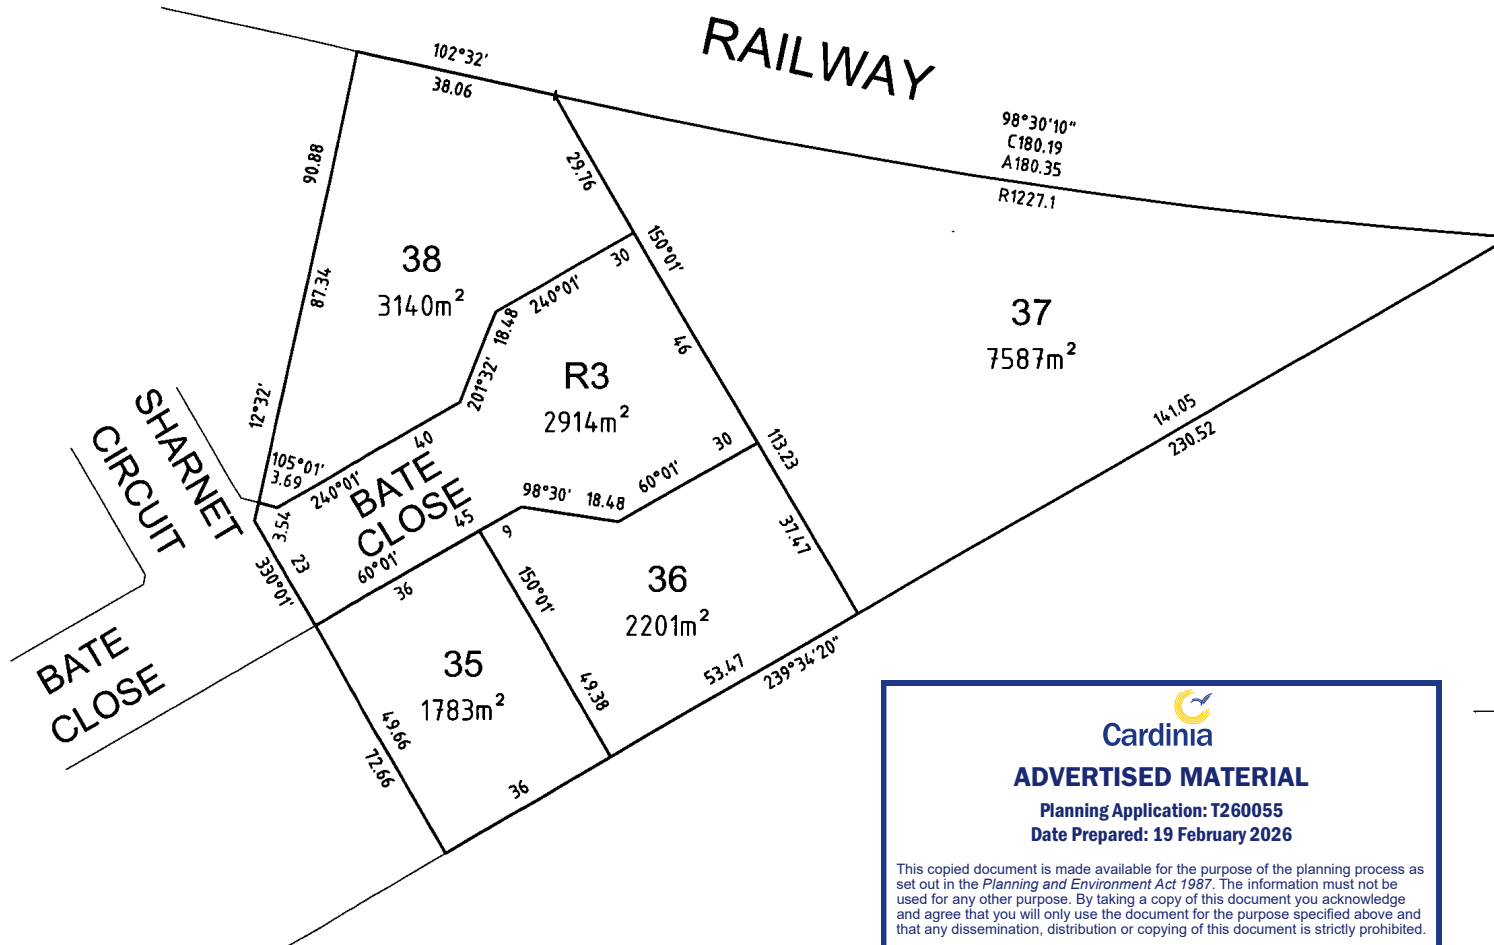 RAILWAY
102°32'
38.06
98°30'10"
C180.19
A180.35
R1227.1
90.88
87.34
12°32'
29.76
150°01'
46
113.23
37.47
38
3140m²
30
240°01'
18.48
201°32'
40
105°01'
3.69
240°01'
R3
2914m²
37
7587m²
141.05
230.52
SHARNET
CIRCUIT
BATE
CLOSE
3.54
23
330°01'
45
60°01'
36
9
98°30'
18.48
60°01'
30
150°01'
49.38
36
2201m²
53.47
239°34'20"
35
1783m²
49.66
72.66
36
BATE
CLOSE
Cardinia
ADVERTISED MATERIAL
Planning Application: T260055
Date Prepared: 19 February 2026
This copied document is made available for the purpose of the planning process as
set out in the Planning and Environment Act 1987. The information must not be
used for any other purpose. By taking a copy of this document you acknowledge
and agree that you will only use the document for the purpose specified above and
that any dissemination, distribution or copying of this document is strictly prohibited.